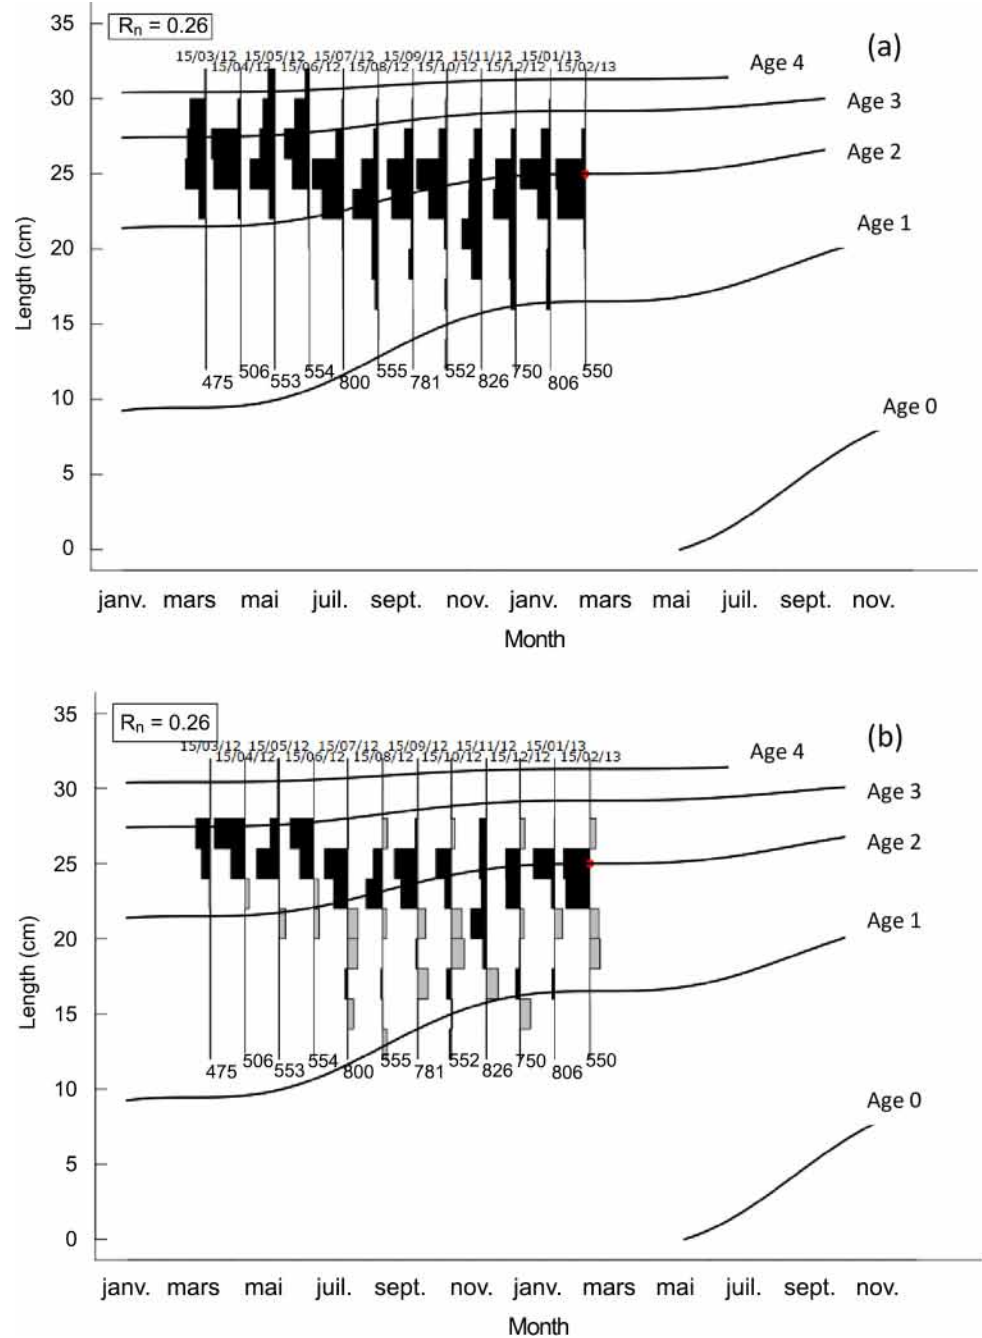 35
R_n = 0.26
(a)
15/03/12 15/05/12 15/07/12 15/09/12 15/11/12 15/01/13
15/04/12 15/06/12 15/08/12 15/10/12 15/12/12 15/02/13
Age 4
30
Age 3
Age 2
25
Age 1
20
Length (cm)
15
506 554 555 552 750 550
475 553 800 781 826 806
10
Age 0
5
0
janv. mars mai juil. sept. nov. janv. mars mai juil. sept. nov.
Month
35
R_n = 0.26
(b)
15/03/12 15/05/12 15/07/12 15/09/12 15/11/12 15/01/13
15/04/12 15/06/12 15/08/12 15/10/12 15/12/12 15/02/13
Age 4
30
Age 3
Age 2
25
Age 1
20
Length (cm)
15
506 554 555 552 750 550
475 553 800 781 826 806
10
Age 0
5
0
janv. mars mai juil. sept. nov. janv. mars mai juil. sept. nov.
Month